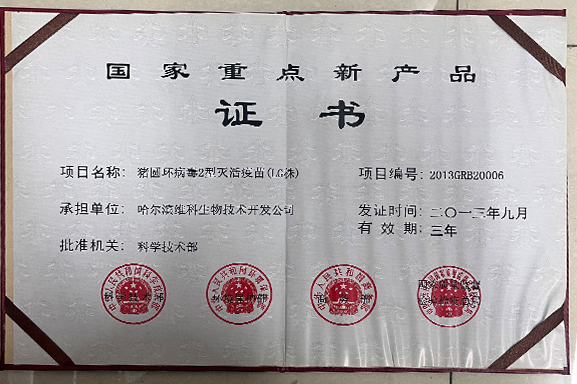 国家重点新产品
证书
项目名称: 猪圆环病毒2型灭活疫苗(LG株)
项目编号: 2013GRB20006
承担单位: 哈尔滨维科生物技术开发公司
发证时间: 二〇一三年九月
有效期: 三年
批准机关: 科学技术部